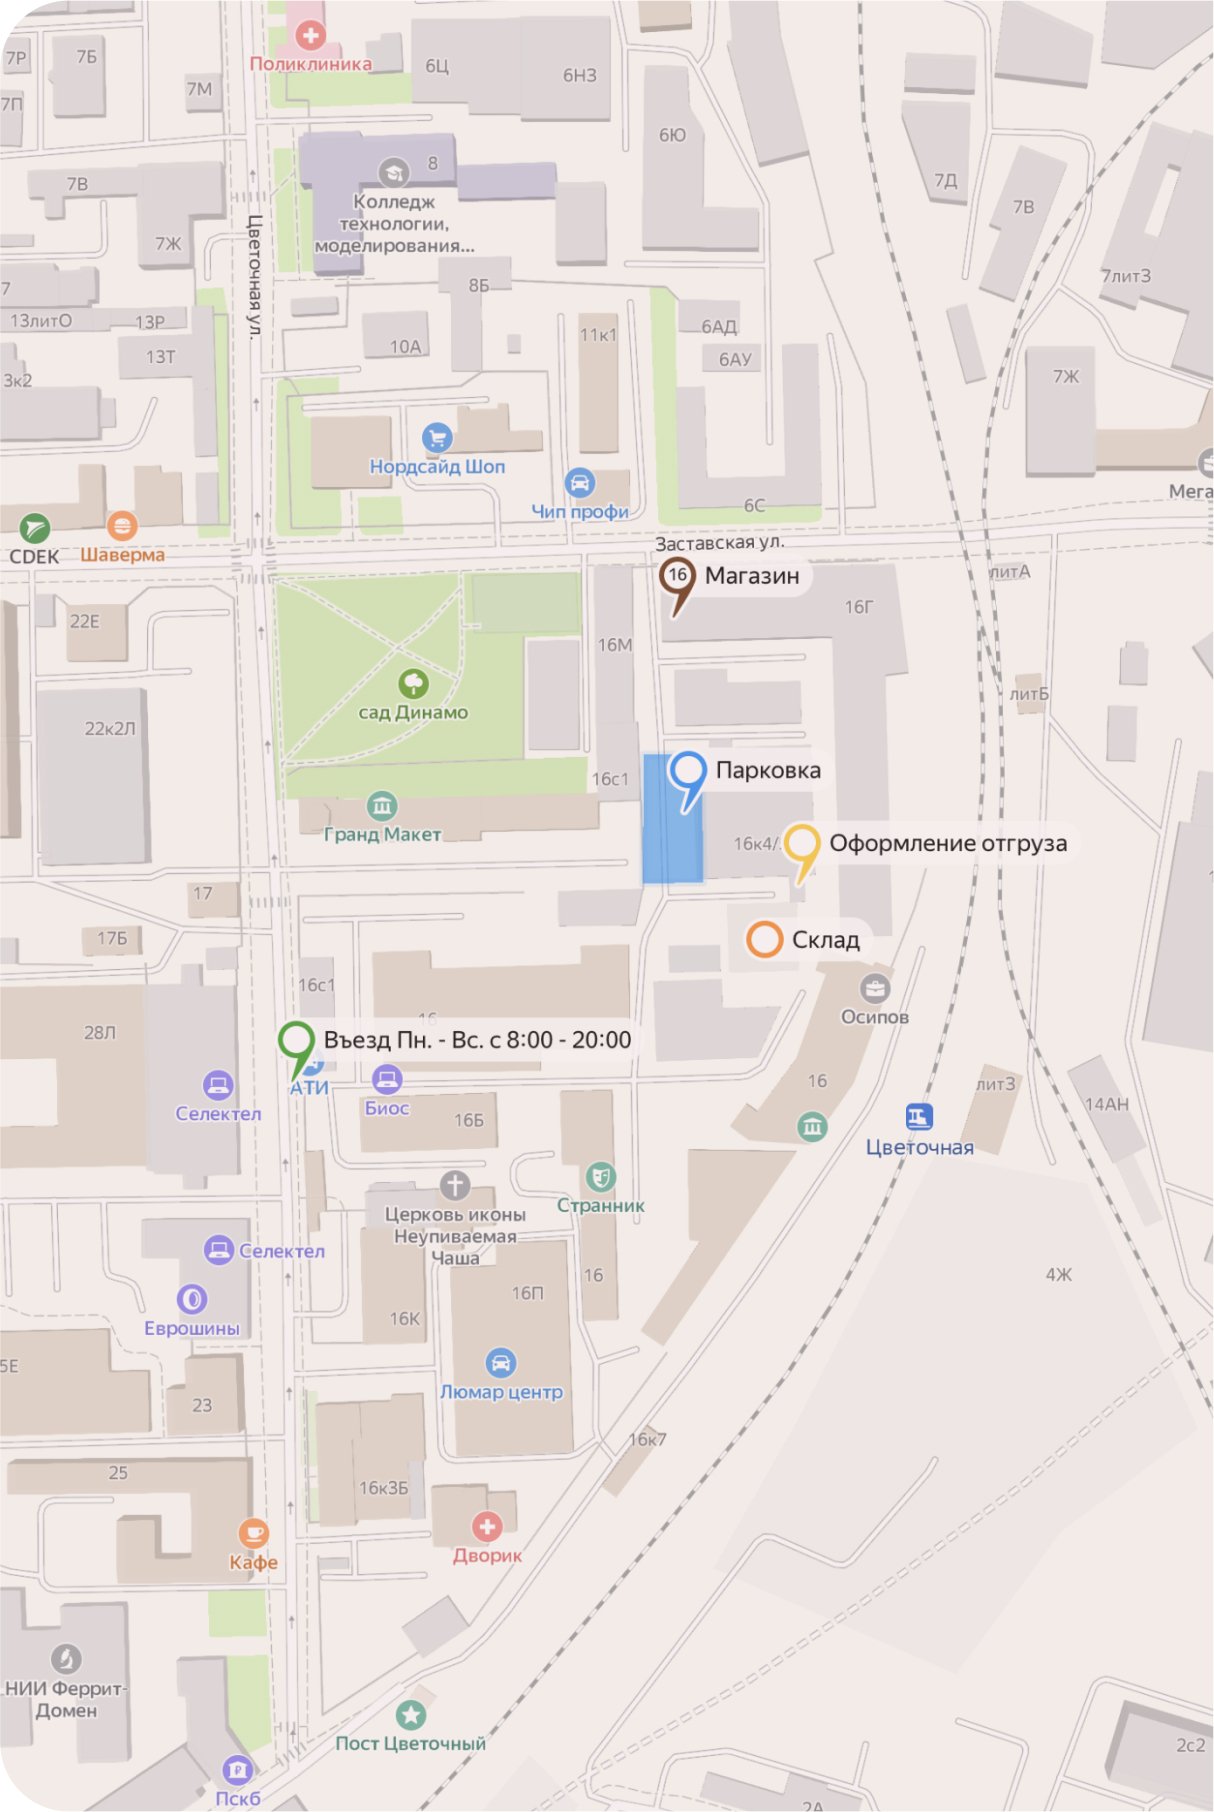 7Р
7Б
Поликлиника
6Ц
6Н3
7М
7П
6Ю
8
Колледж
технологии,
моделирования...
7В
7Ж
7Д
7В
Цветочная ул.
8Б
7лит3
7
13литО
13Р
13Т
10А
11к1
6АД
6АУ
3к2
7Ж
Нордсайд Шоп
Чип профи
6С
Мега
CDEK
Шаверма
Заставская ул.
16
Магазин
литА
16Г
22Е
16М
сад Динамо
литБ
22к2Л
16с1
Парковка
Гранд Макет
16к4/
Оформление отгруза
17
17Б
Склад
16с1
Осипов
28Л
16
Въезд Пн. - Вс. с 8:00 - 20:00
АТИ
Биос
Селектел
16
лит3
14АН
16Б
Цветочная
Странник
Церковь иконы
Неупиваемая
Чаша
Селектел
16
4Ж
16П
Еврошины
16К
5Е
Люмар центр
23
16к7
25
16к3Б
Кафе
Дворик
НИИ Феррит-
Домен
Пост Цветочный
2с2
Пскб
2А